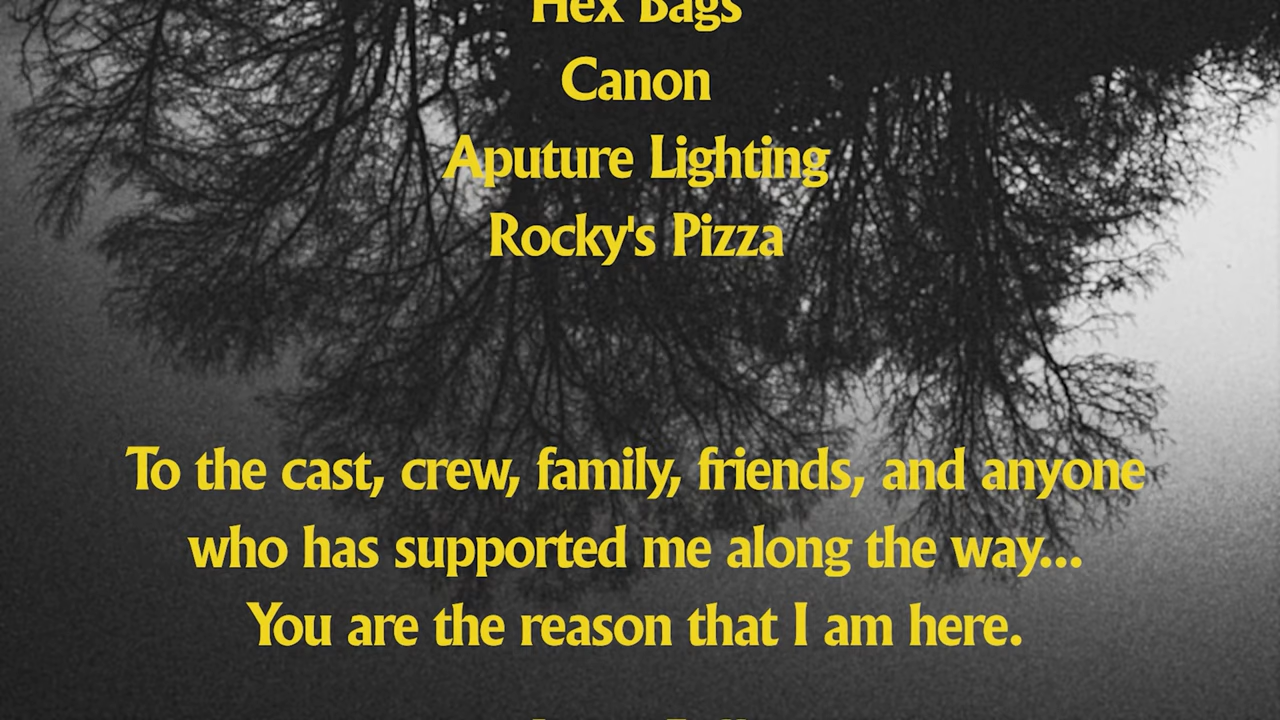 Hex Bags
Canon
Aputure Lighting
Rocky's Pizza
To the cast, crew, family, friends, and anyone
who has supported me along the way...
You are the reason that I am here.